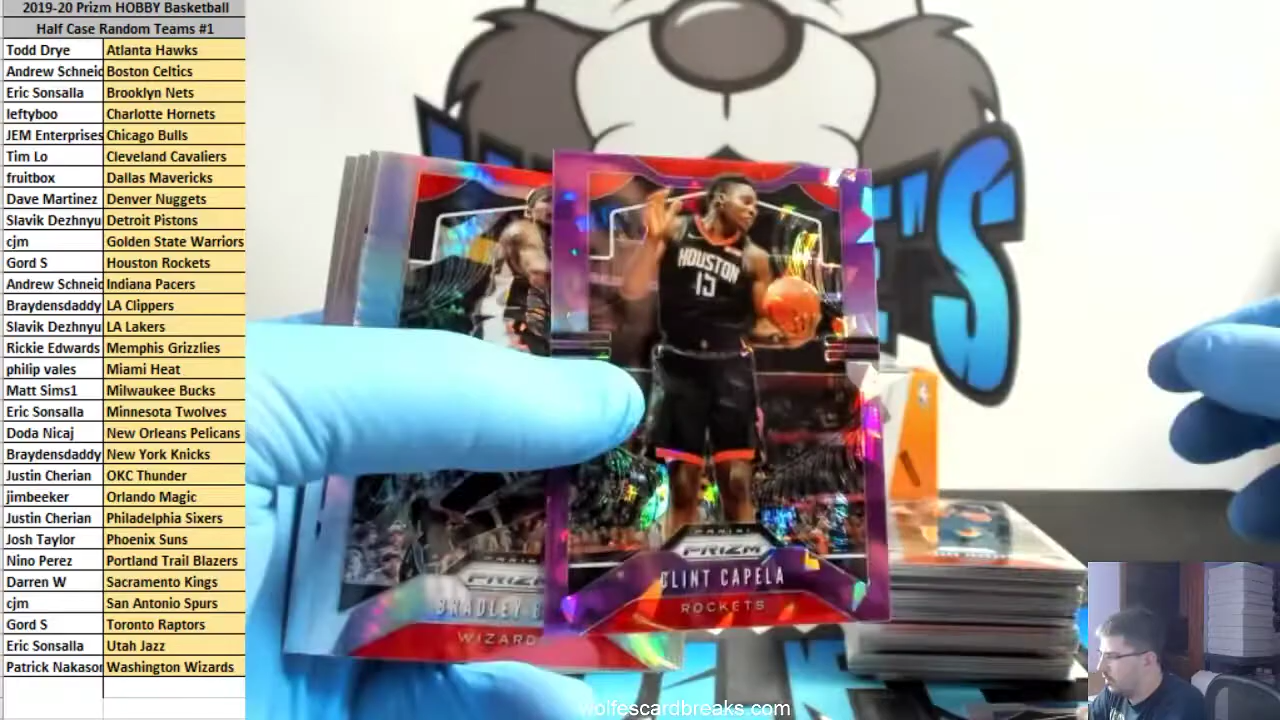 2019-20 Prizm HOBBY Basketball
Half Case Random Teams #1
Todd Drye Atlanta Hawks
Andrew Schneid Boston Celtics
Eric Sonsalla Brooklyn Nets
leftyboo Charlotte Hornets
JEM Enterprises Chicago Bulls
Tim Lo Cleveland Cavaliers
fruitbox Dallas Mavericks
Dave Martinez Denver Nuggets
Slavik Dezhnyu Detroit Pistons
cjm Golden State Warriors
Gord S Houston Rockets
Andrew Schneid Indiana Pacers
Braydensdaddy LA Clippers
Slavik Dezhnyu LA Lakers
Rickie Edwards Memphis Grizzlies
philip vales Miami Heat
Matt Sims1 Milwaukee Bucks
Eric Sonsalla Minnesota Twolves
Doda Nicaj New Orleans Pelicans
Braydensdaddy New York Knicks
Justin Cherian OKC Thunder
jimbeeker Orlando Magic
Justin Cherian Philadelphia Sixers
Josh Taylor Phoenix Suns
Nino Perez Portland Trail Blazers
Darren W Sacramento Kings
cjm San Antonio Spurs
Gord S Toronto Raptors
Eric Sonsalla Utah Jazz
Patrick Nakason Washington Wizards
HOUSTON
15
PANINI
PRIZM
CLINT CAPELA
ROCKETS
PANINI
PRIZM
BRADLEY B
WIZARD
'S
wolfescardbreaks.com